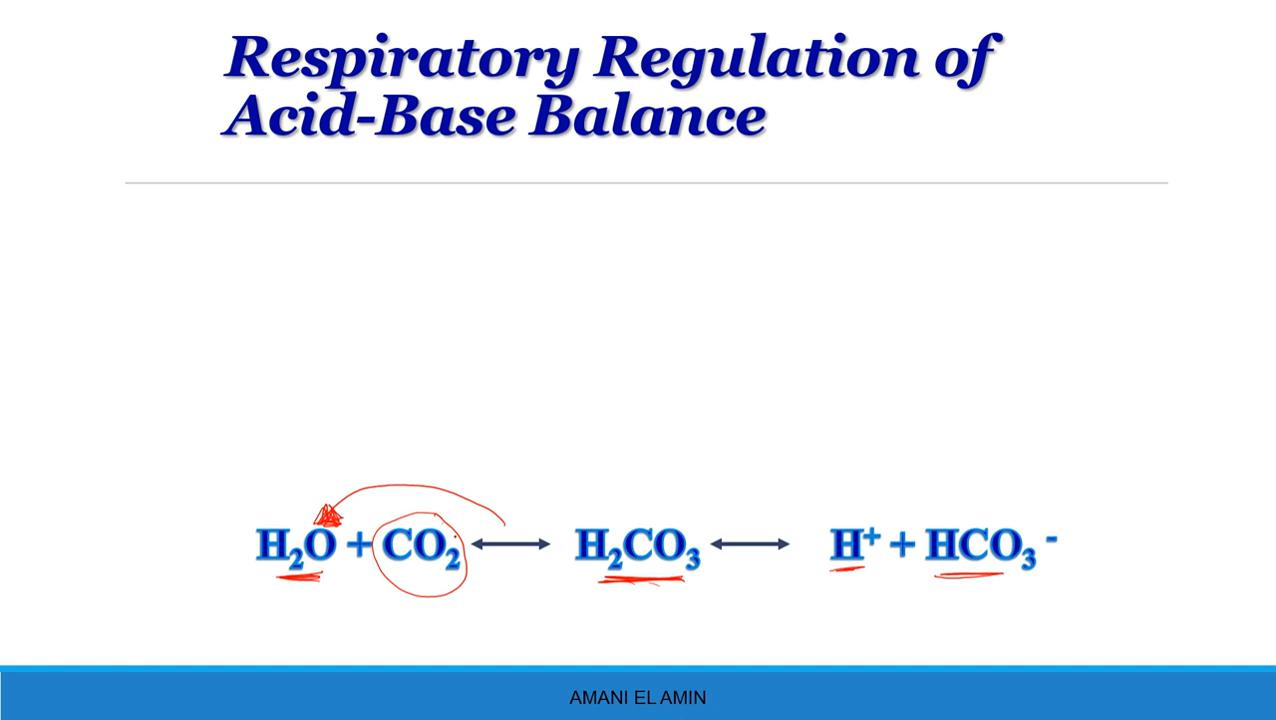 Respiratory Regulation of
Acid-Base Balance
H₂O + CO₂ ⟷ H₂CO₃ ⟷ H⁺ + HCO₃⁻
AMANI EL AMIN